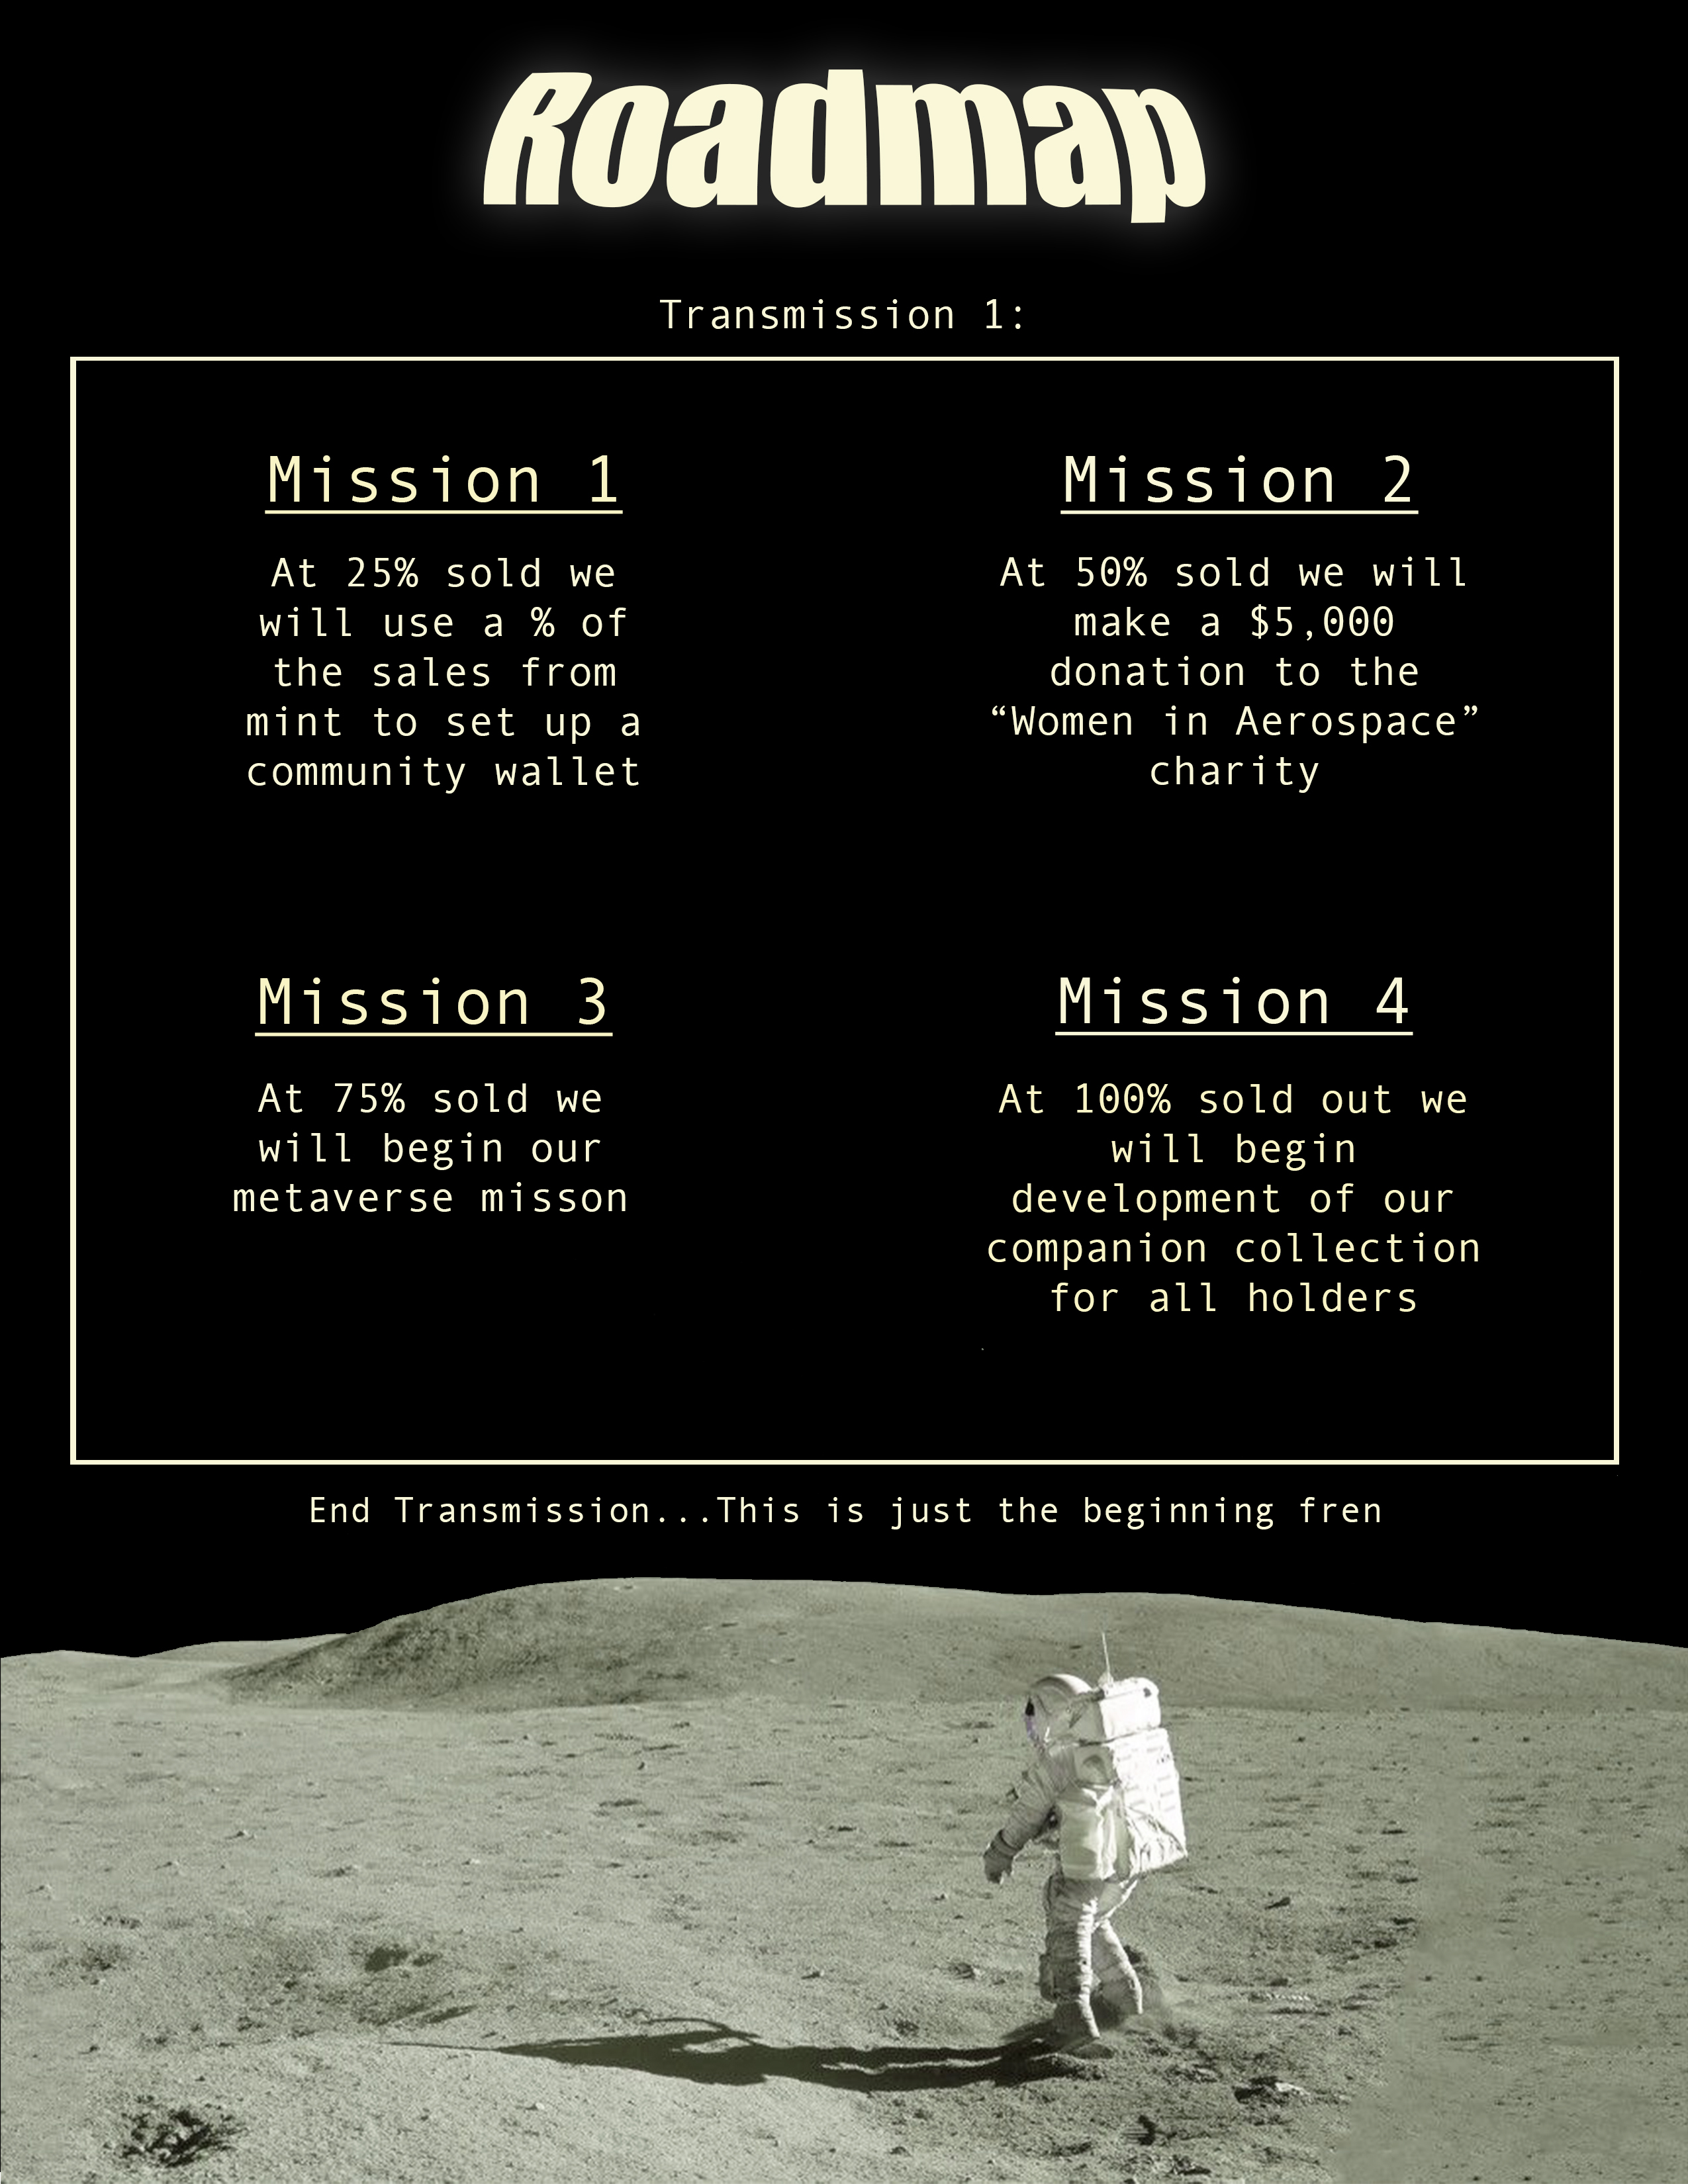 Roadmap
Transmission 1:
Mission 1
At 25% sold we
will use a % of
the sales from
mint to set up a
community wallet
Mission 2
At 50% sold we will
make a $5,000
donation to the
“Women in Aerospace”
charity
Mission 3
At 75% sold we
will begin our
metaverse misson
Mission 4
At 100% sold out we
will begin
development of our
companion collection
for all holders
End Transmission...This is just the beginning fren